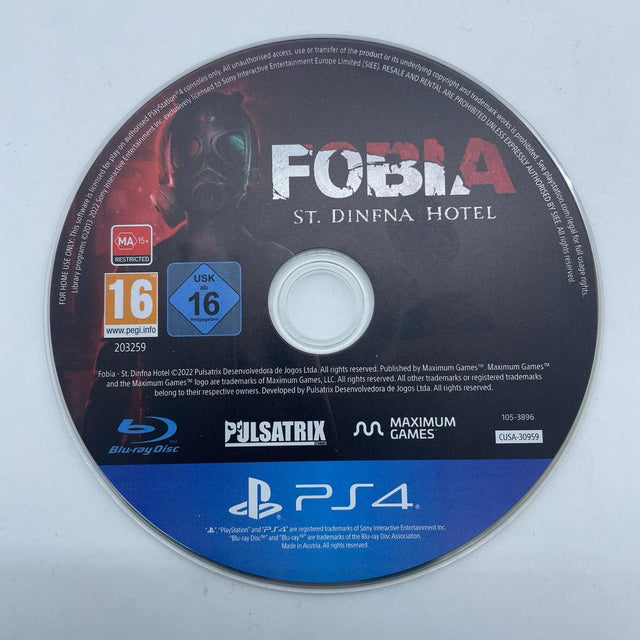 FOR HOME USE ONLY: This software is licensed for play on authorised PlayStation®4 consoles only. All unauthorised access, use or transfer of the product or its underlying copyright and trademark works is prohibited. See playstation.com/legal for full usage rights.
Library programs ©2013-2022 Sony Interactive Entertainment Inc. exclusively licensed to Sony Interactive Entertainment Europe Limited (SIEE). RESALE AND RENTAL ARE PROHIBITED UNLESS EXPRESSLY AUTHORISED BY SIEE. All rights reserved.
FOBIA
ST. DINFNA HOTEL
MA 15+
RESTRICTED
16
www.pegi.info
USK
ab
16
freigegeben
203259
Fobia - St. Dinfna Hotel ©2022 Pulsatrix Desenvolvedora de Jogos Ltda. All rights reserved. Published by Maximum Games™. Maximum Games™
and the Maximum Games™ logo are trademarks of Maximum Games, LLC. All rights reserved. All other trademarks or registered trademarks
belong to their respective owners. Developed by Pulsatrix Desenvolvedora de Jogos Ltda. All rights reserved.
Blu-ray Disc™
PULSATRIX
MAXIMUM
GAMES™
105-3896
CUSA-30959
PS4
"PS", "PlayStation" and "PS4" are registered trademarks of Sony Interactive Entertainment Inc.
"Blu-ray Disc™" and "Blu-ray™" are trademarks of the Blu-ray Disc Association.
Made in Austria. All rights reserved.